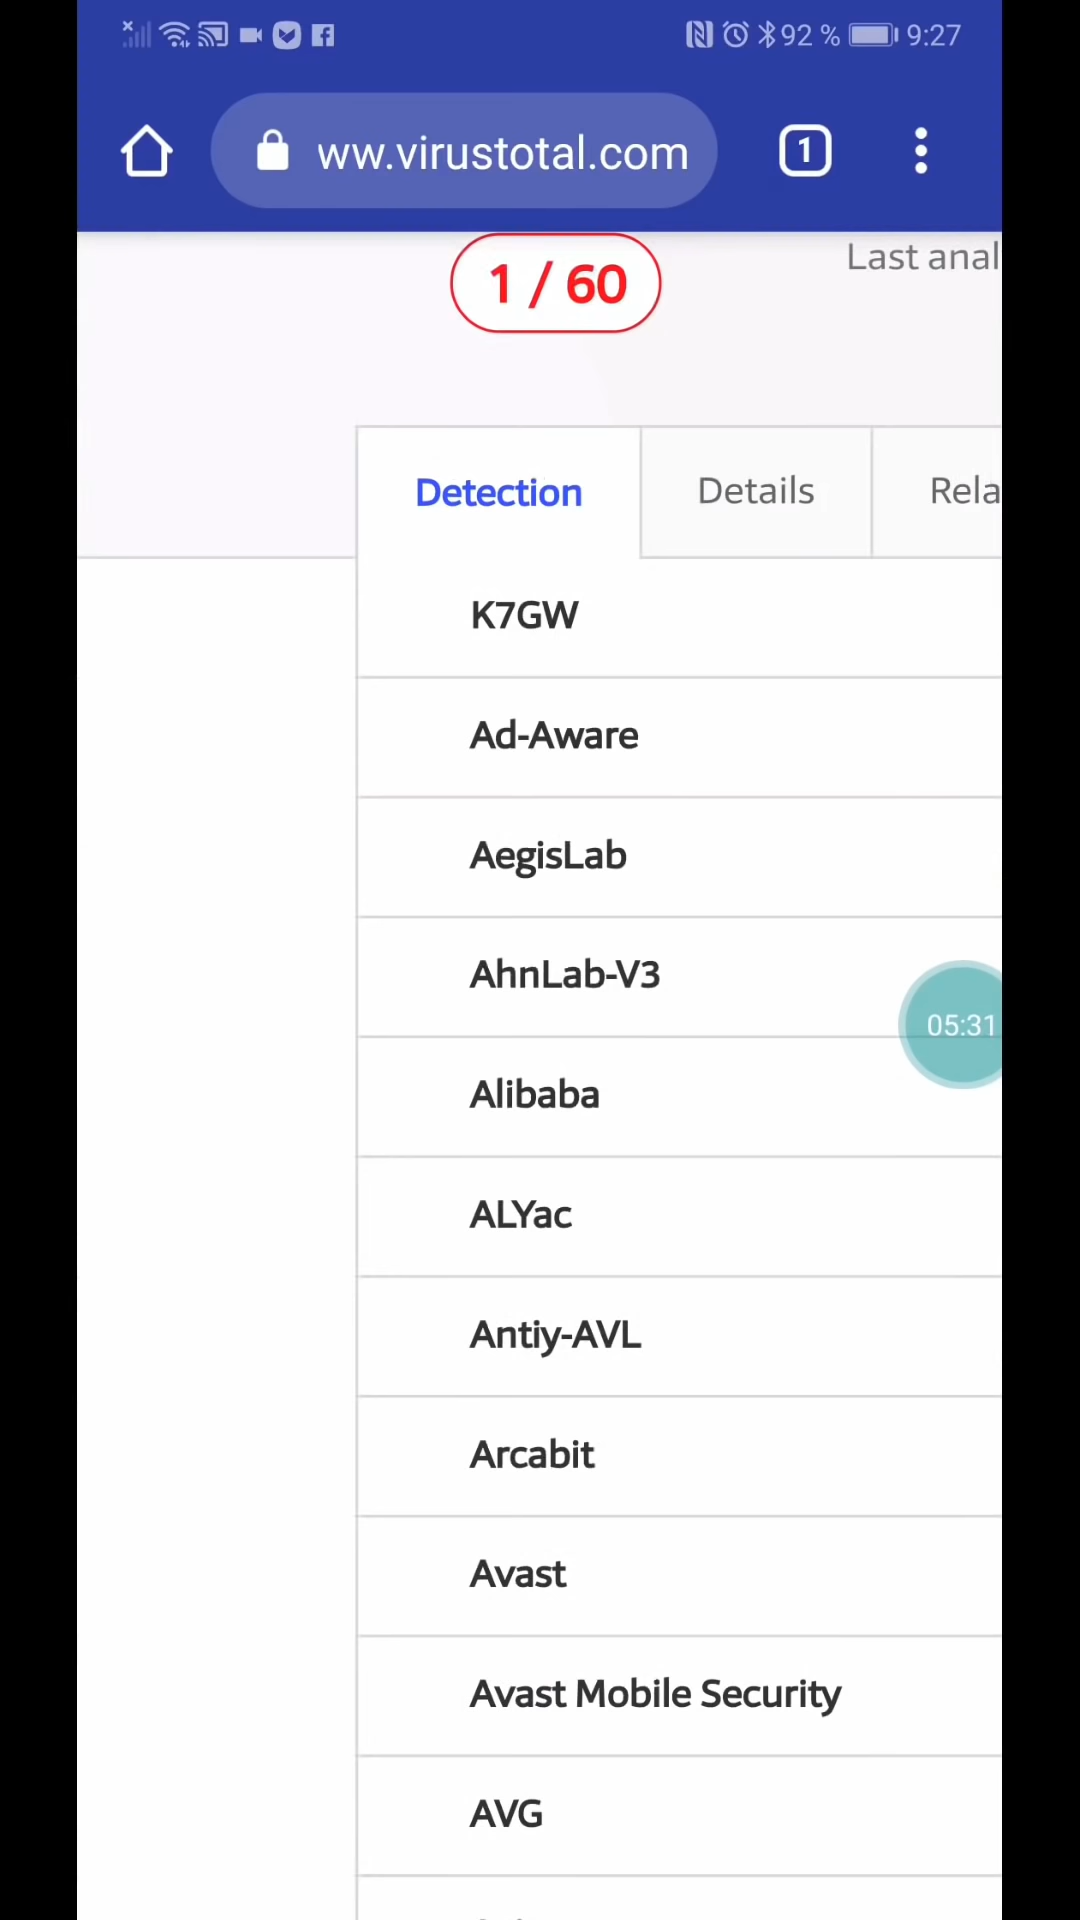 92 % 9:27
ww.virustotal.com
1
1 / 60
Last anal
Detection
Details
Rela
K7GW
Ad-Aware
AegisLab
AhnLab-V3
05:31
Alibaba
ALYac
Antiy-AVL
Arcabit
Avast
Avast Mobile Security
AVG